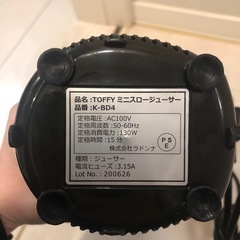 品名:TOFFY ミニスロージューサー
品番:K-BD4
定格電圧:AC100V
定格周波数:50-60Hz
定格消費電力:130W
定格時間:15分
株式会社ラドンナ
P
S
E
種類:ジューサー
電流ヒューズ:3.15A
Lot No.:200626